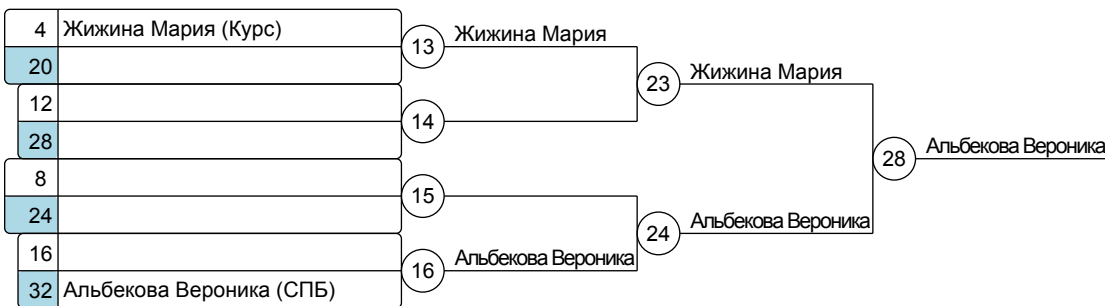 4 Жижина Мария (Курс)
13 Жижина Мария
20
23 Жижина Мария
12
14
28
28 Альбекова Вероника
8
15
24
24 Альбекова Вероника
16
16 Альбекова Вероника
32 Альбекова Вероника (СПБ)